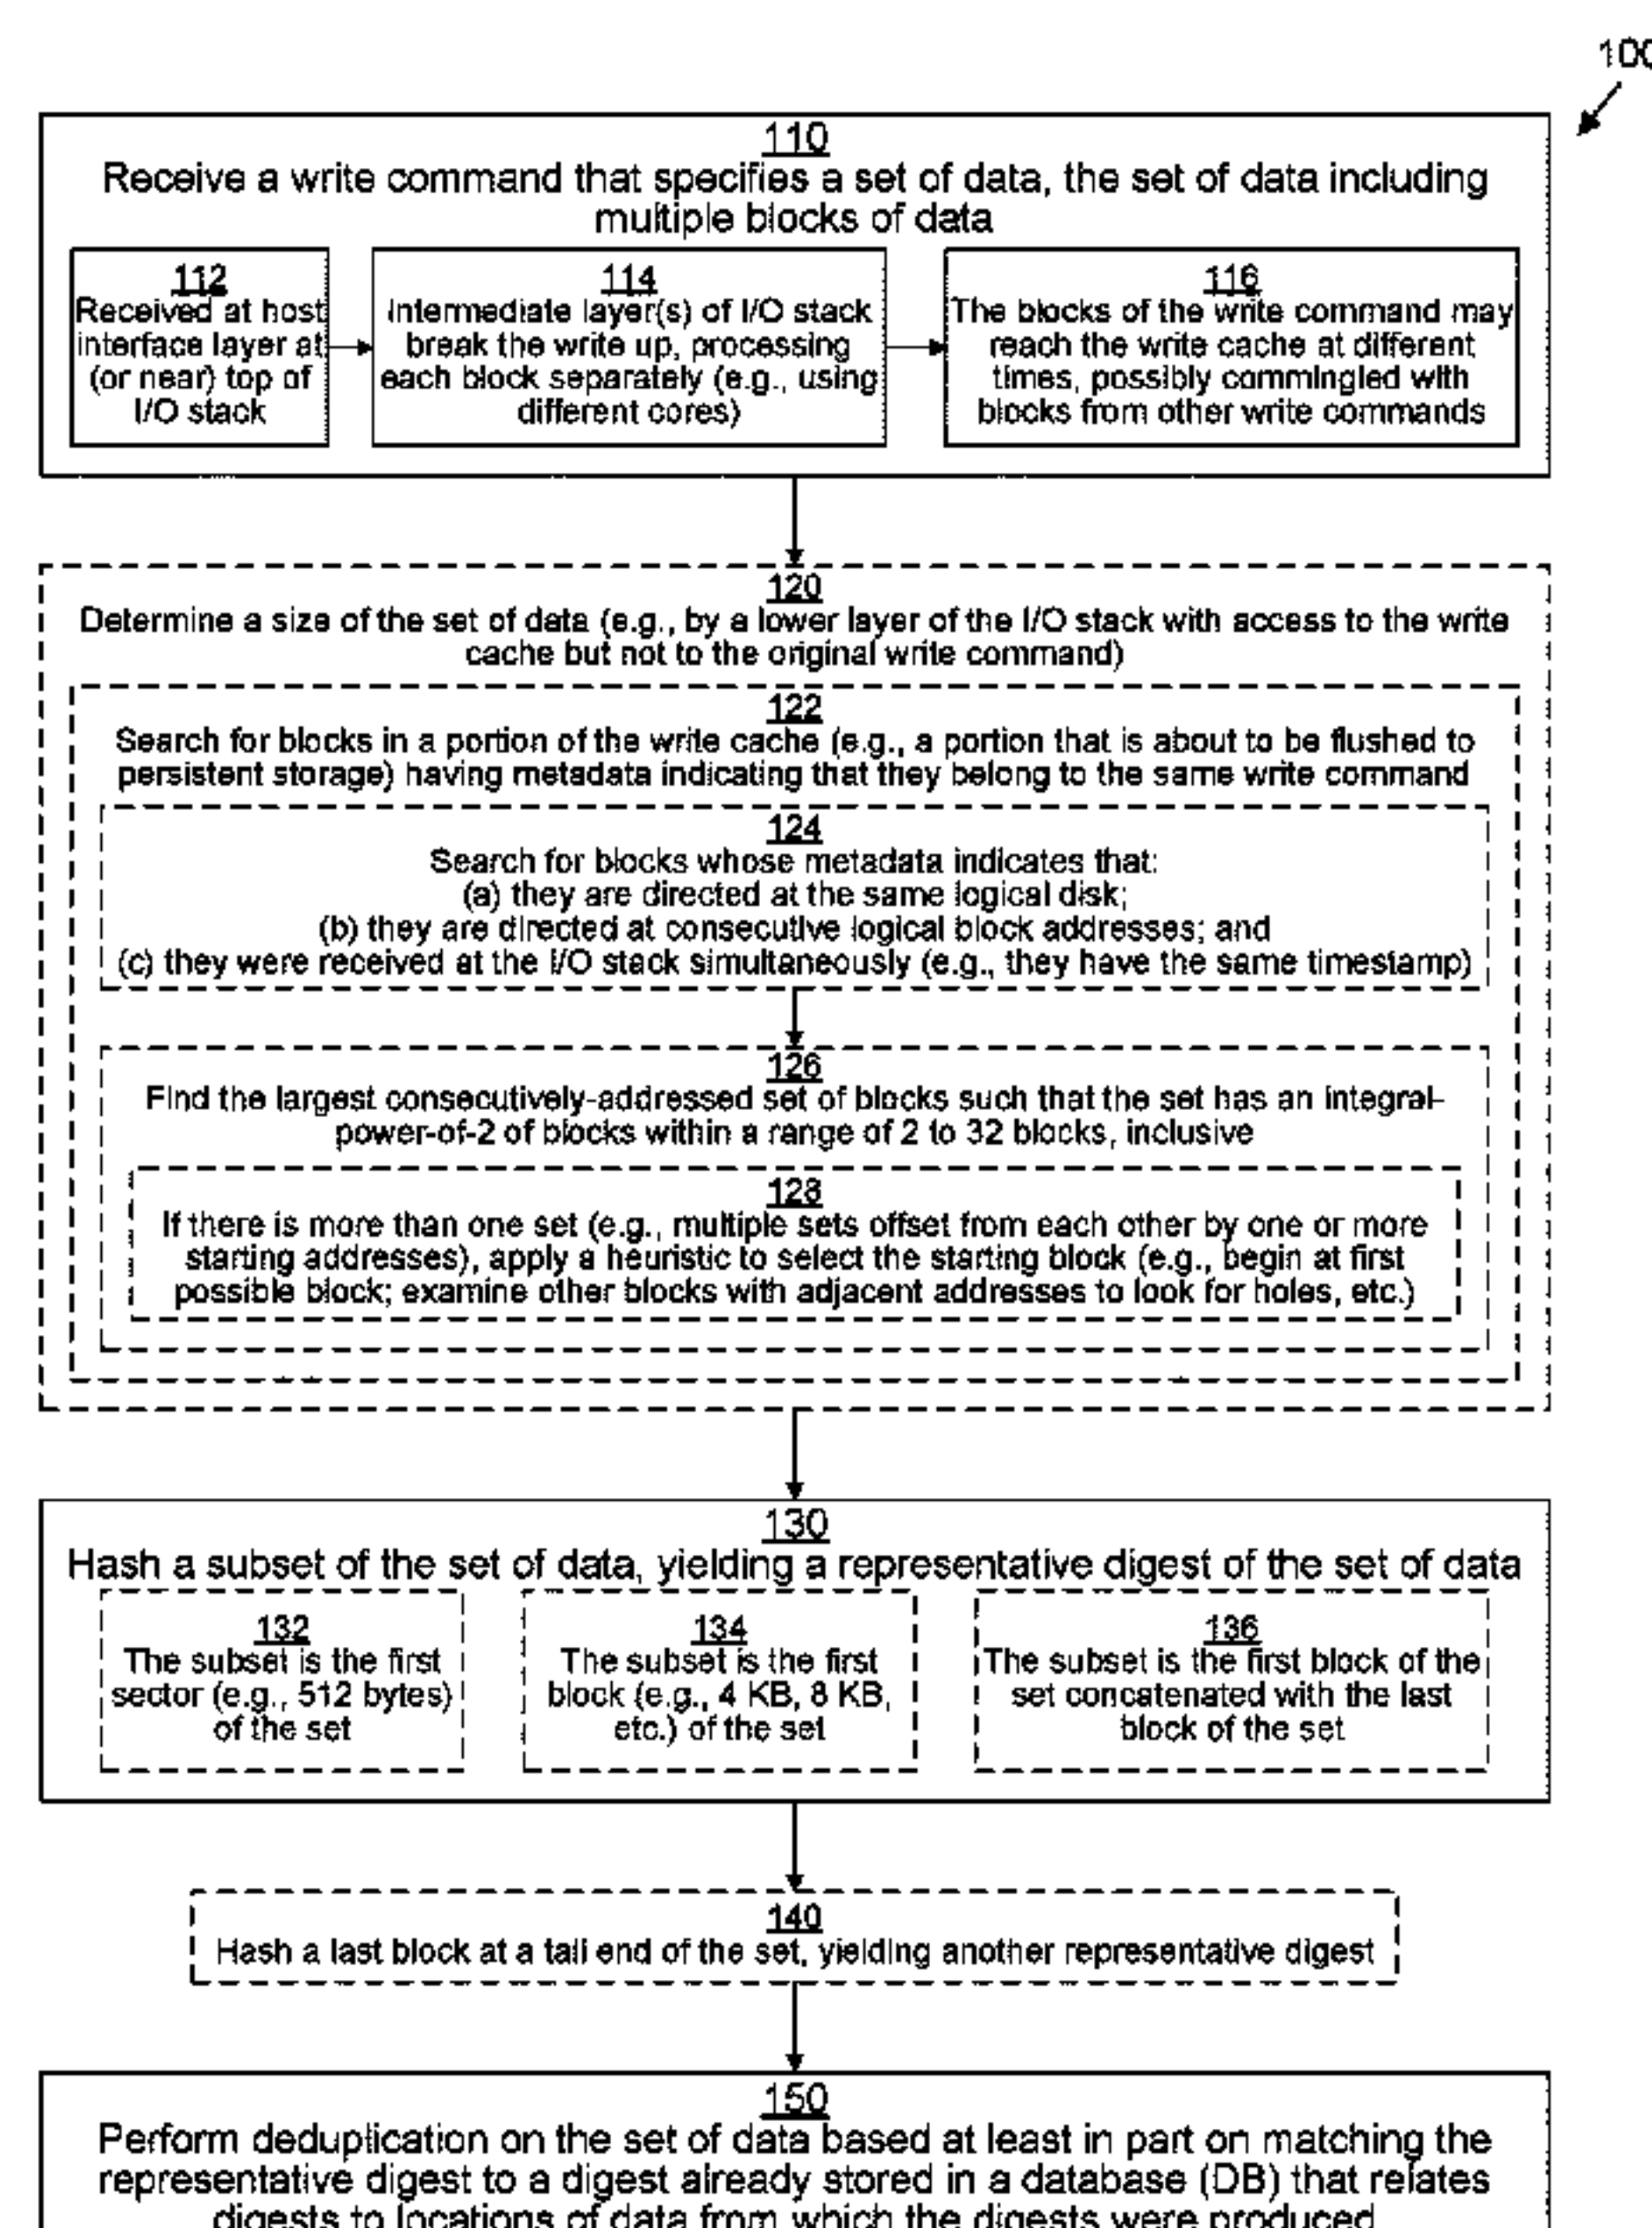 100
110
Receive a write command that specifies a set of data, the set of data including
multiple blocks of data
112
Received at host
interface layer at
(or near) top of
I/O stack
114
Intermediate layer(s) of I/O stack
break the write up, processing
each block separately (e.g., using
different cores)
116
The blocks of the write command may
reach the write cache at different
times, possibly commingled with
blocks from other write commands
120
Determine a size of the set of data (e.g., by a lower layer of the I/O stack with access to the write
cache but not to the original write command)
122
Search for blocks in a portion of the write cache (e.g., a portion that is about to be flushed to
persistent storage) having metadata indicating that they belong to the same write command
124
Search for blocks whose metadata indicates that:
(a) they are directed at the same logical disk;
(b) they are directed at consecutive logical block addresses; and
(c) they were received at the I/O stack simultaneously (e.g., they have the same timestamp)
126
Find the largest consecutively-addressed set of blocks such that the set has an integral-
power-of-2 of blocks within a range of 2 to 32 blocks, inclusive
128
If there is more than one set (e.g., multiple sets offset from each other by one or more
starting addresses), apply a heuristic to select the starting block (e.g., begin at first
possible block; examine other blocks with adjacent addresses to look for holes, etc.)
130
Hash a subset of the set of data, yielding a representative digest of the set of data
132
The subset is the first
sector (e.g., 512 bytes)
of the set
134
The subset is the first
block (e.g., 4 KB, 8 KB,
etc.) of the set
136
The subset is the first block of the
set concatenated with the last
block of the set
140
Hash a last block at a tail end of the set, yielding another representative digest
150
Perform deduplication on the set of data based at least in part on matching the
representative digest to a digest already stored in a database (DB) that relates
digests to locations of data from which the digests were produced